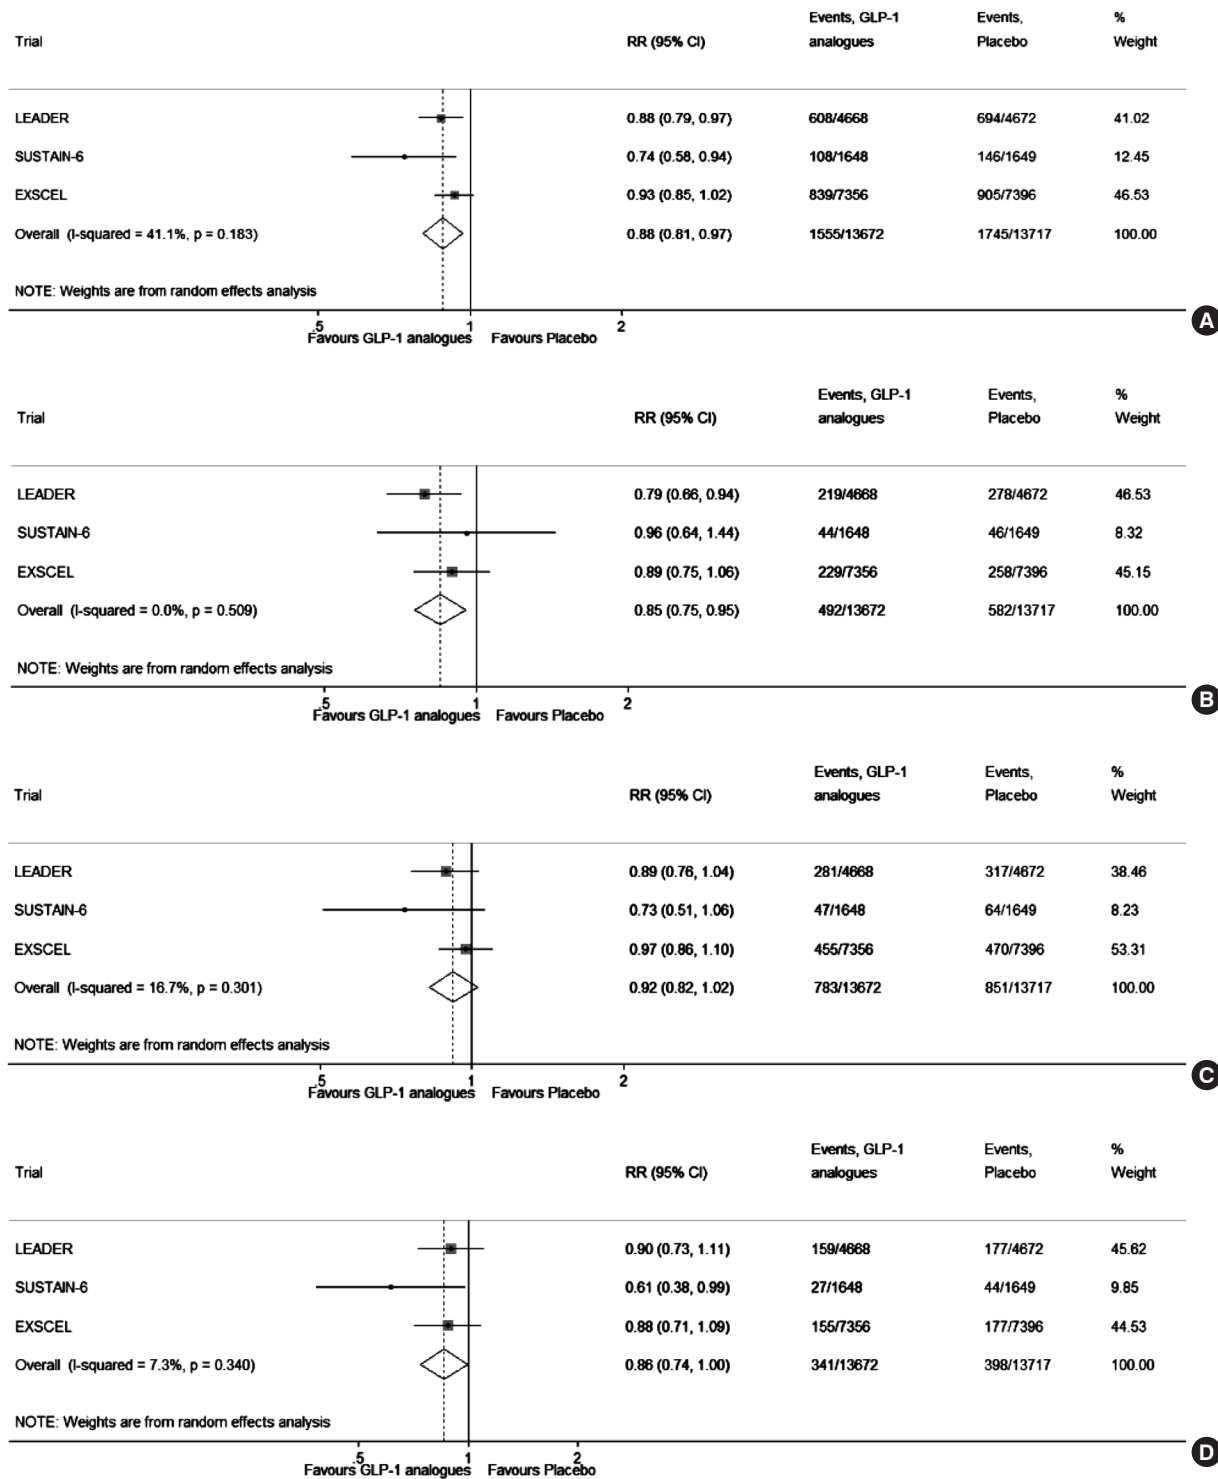 Trial RR (95% CI) Events, GLP-1 analogues Events, Placebo % Weight
LEADER 0.88 (0.79, 0.97) 608/4668 694/4672 41.02
SUSTAIN-6 0.74 (0.58, 0.94) 108/1648 146/1649 12.45
EXSCEL 0.93 (0.85, 1.02) 839/7356 905/7396 46.53
Overall (I-squared = 41.1%, p = 0.183) 0.88 (0.81, 0.97) 1555/13672 1745/13717 100.00
NOTE: Weights are from random effects analysis
.5 1 2
Favours GLP-1 analogues Favours Placebo
A
Trial RR (95% CI) Events, GLP-1 analogues Events, Placebo % Weight
LEADER 0.79 (0.66, 0.94) 219/4668 278/4672 46.53
SUSTAIN-6 0.96 (0.64, 1.44) 44/1648 46/1649 8.32
EXSCEL 0.89 (0.75, 1.06) 229/7356 258/7396 45.15
Overall (I-squared = 0.0%, p = 0.509) 0.85 (0.75, 0.95) 492/13672 582/13717 100.00
NOTE: Weights are from random effects analysis
.5 1 2
Favours GLP-1 analogues Favours Placebo
B
Trial RR (95% CI) Events, GLP-1 analogues Events, Placebo % Weight
LEADER 0.89 (0.76, 1.04) 281/4668 317/4672 38.46
SUSTAIN-6 0.73 (0.51, 1.06) 47/1648 64/1649 8.23
EXSCEL 0.97 (0.86, 1.10) 455/7356 470/7396 53.31
Overall (I-squared = 16.7%, p = 0.301) 0.92 (0.82, 1.02) 783/13672 851/13717 100.00
NOTE: Weights are from random effects analysis
.5 1 2
Favours GLP-1 analogues Favours Placebo
C
Trial RR (95% CI) Events, GLP-1 analogues Events, Placebo % Weight
LEADER 0.90 (0.73, 1.11) 159/4668 177/4672 45.62
SUSTAIN-6 0.61 (0.38, 0.99) 27/1648 44/1649 9.85
EXSCEL 0.88 (0.71, 1.09) 155/7356 177/7396 44.53
Overall (I-squared = 7.3%, p = 0.340) 0.86 (0.74, 1.00) 341/13672 398/13717 100.00
NOTE: Weights are from random effects analysis
.5 1 2
Favours GLP-1 analogues Favours Placebo
D